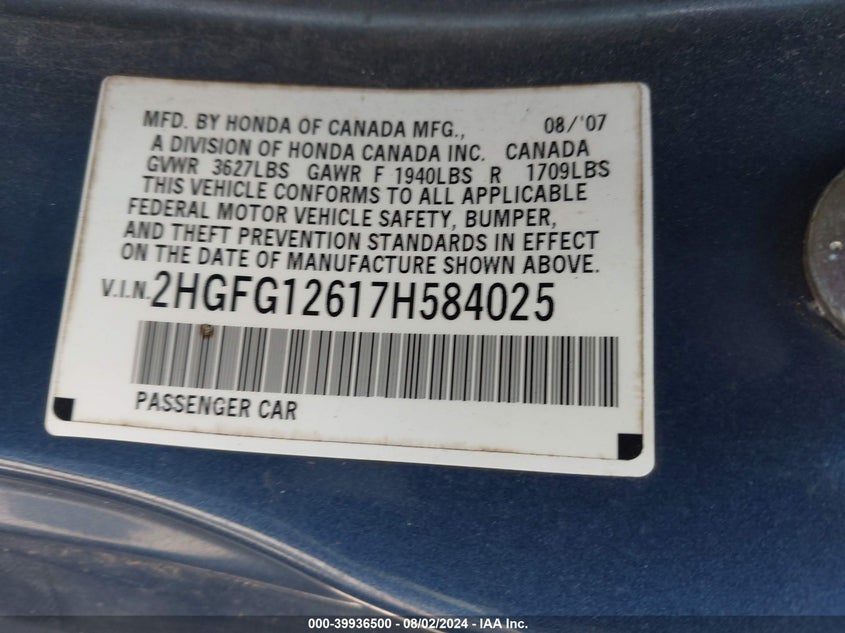 MFD. BY HONDA OF CANADA MFG., 08/'07
A DIVISION OF HONDA CANADA INC. CANADA
GVWR 3627LBS GAWR F 1940LBS R 1709LBS
THIS VEHICLE CONFORMS TO ALL APPLICABLE
FEDERAL MOTOR VEHICLE SAFETY, BUMPER,
AND THEFT PREVENTION STANDARDS IN EFFECT
ON THE DATE OF MANUFACTURE SHOWN ABOVE.
V.I.N. 2HGFG12617H584025
PASSENGER CAR
000-39936500 - 08/02/2024 - IAA Inc.